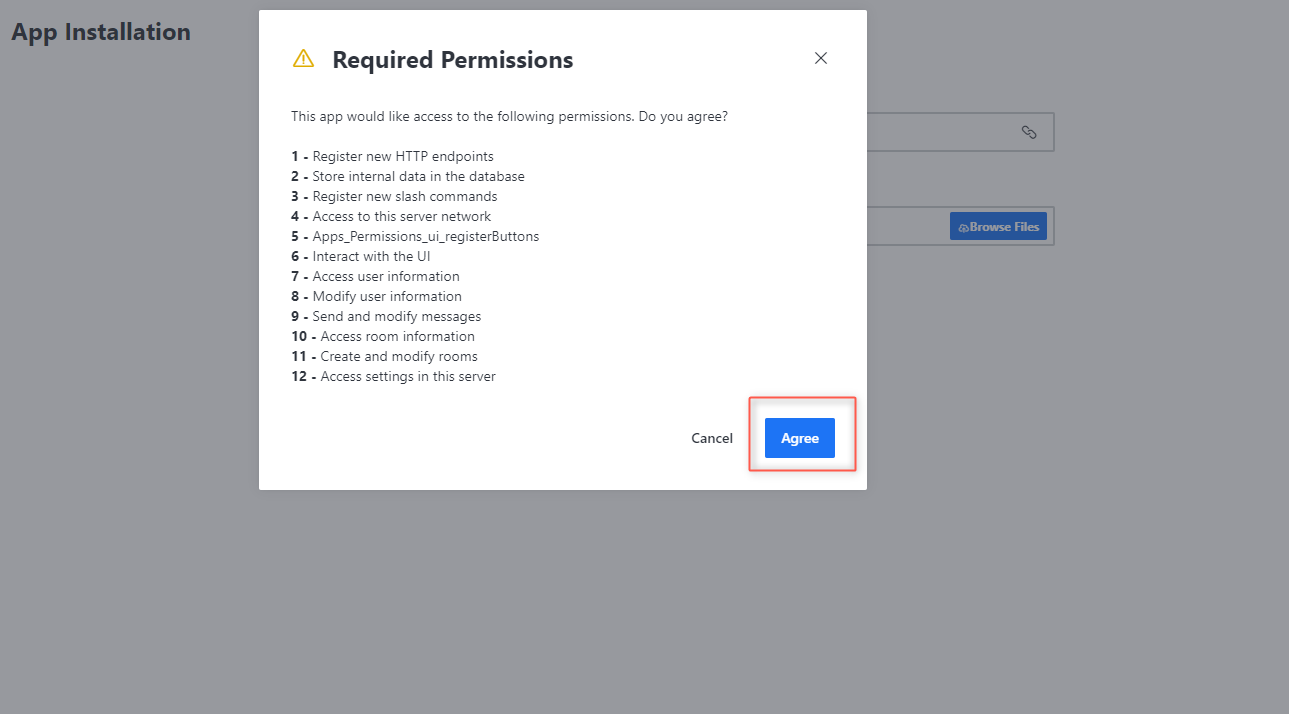 App Installation
Required Permissions
This app would like access to the following permissions. Do you agree?
1 - Register new HTTP endpoints
2 - Store internal data in the database
3 - Register new slash commands
4 - Access to this server network
5 - Apps_Permissions_ui_registerButtons
6 - Interact with the UI
7 - Access user information
8 - Modify user information
9 - Send and modify messages
10 - Access room information
11 - Create and modify rooms
12 - Access settings in this server
Cancel
Agree
Browse Files